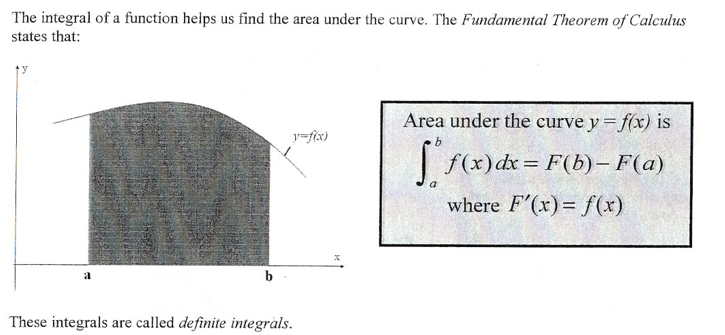 The integral of a function helps us find the area under the curve. The Fundamental Theorem of Calculus
states that:
y
y=f(x)
x
a
b
Area under the curve y = f(x) is
∫_a^b f(x)dx = F(b) – F(a)
where F′(x) = f(x)
These integrals are called definite integrals.